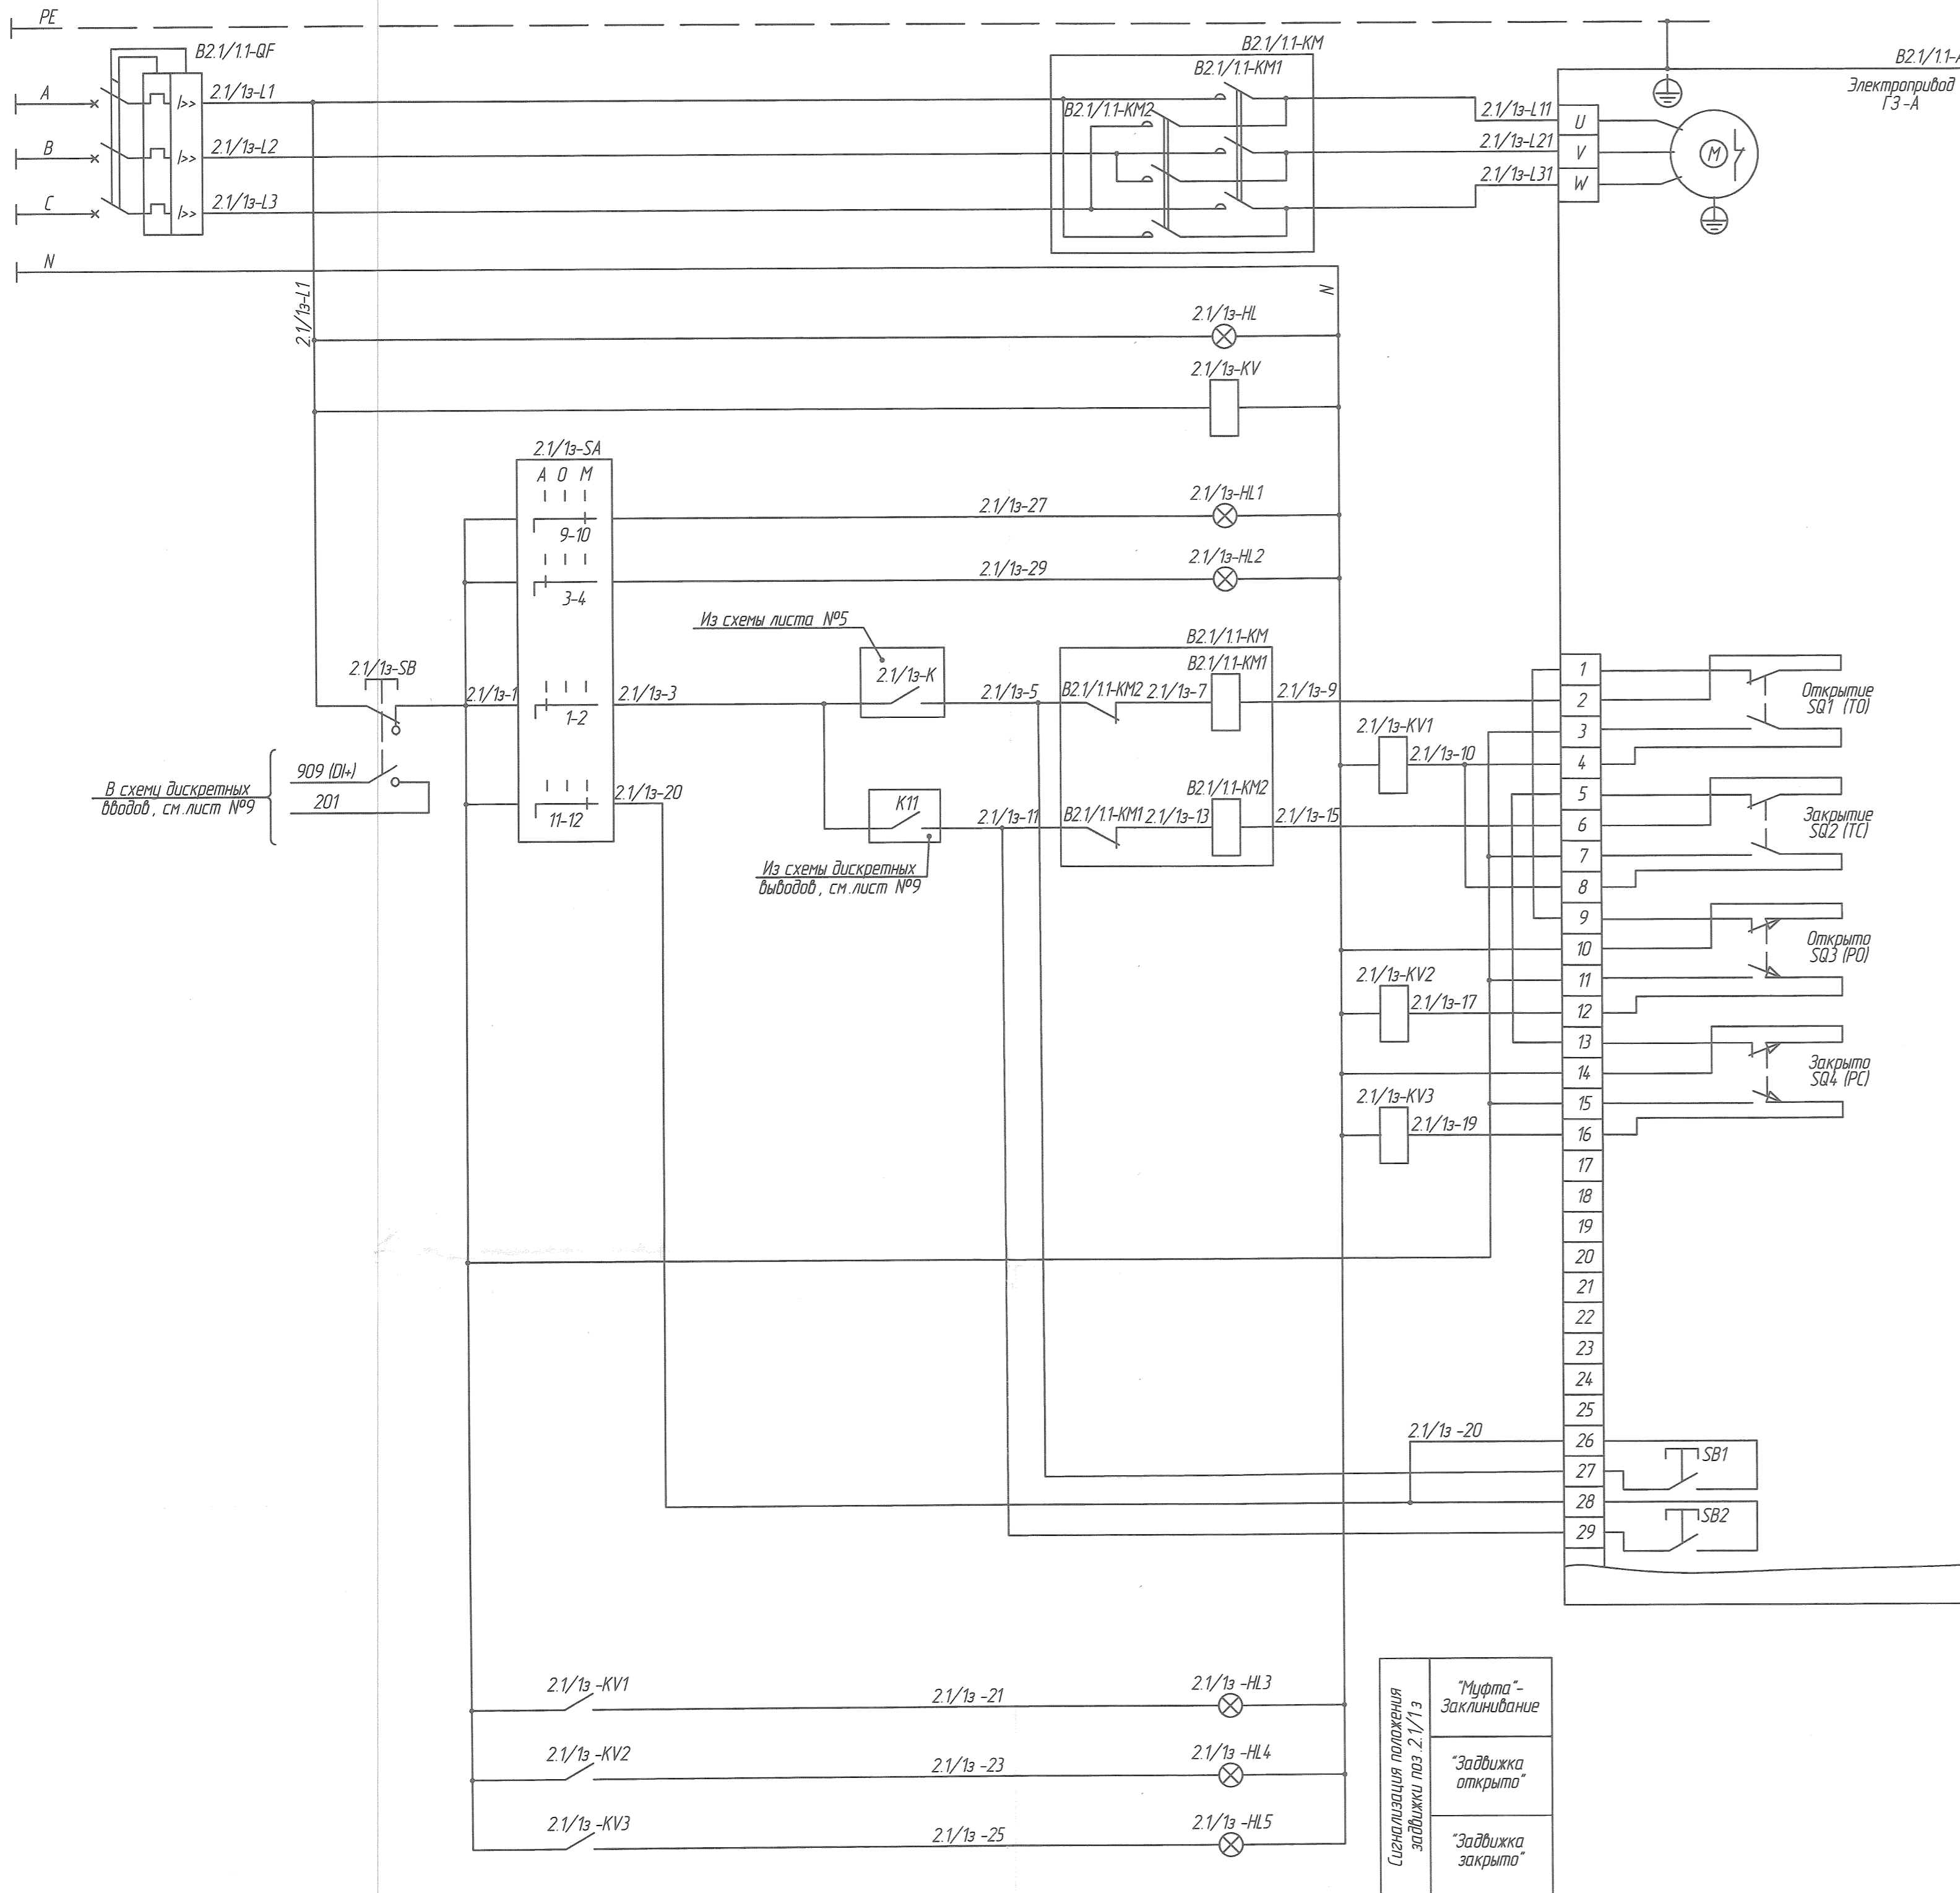 PE
B2.1/1.1-QF
A
2.1/1з-L1
B
2.1/1з-L2
C
2.1/1з-L3
I>>
I>>
I>>
N
B2.1/1.1-KM
B2.1/1.1-KM1
B2.1/1.1-KM2
2.1/1з-L11
2.1/1з-L21
2.1/1з-L31
U
V
W
M
Электропривод
ГЗ-А
2.1/1з-L1
N
2.1/1з-HL
2.1/1з-KV
2.1/1з-SA
А О М
9-10
2.1/1з-27
2.1/1з-HL1
3-4
2.1/1з-29
2.1/1з-HL2
Из схемы листа №5
2.1/1з-K
2.1/1з-SB
2.1/1з-1
1-2
2.1/1з-3
2.1/1з-5
B2.1/1.1-KM
B2.1/1.1-KM1
B2.1/1.1-KM2
2.1/1з-7
2.1/1з-9
909 (DI+)
201
В схему дискретных
вводов, см.лист №9
11-12
2.1/1з-20
K11
2.1/1з-11
B2.1/1.1-KM1
2.1/1з-13
B2.1/1.1-KM2
2.1/1з-15
Из схемы дискретных
выводов, см.лист №9
2.1/1з-KV1
2.1/1з-10
2.1/1з-KV2
2.1/1з-17
2.1/1з-KV3
2.1/1з-19
1
2
3
4
5
6
7
8
9
10
11
12
13
14
15
16
17
18
19
20
21
22
23
24
25
26
27
28
29
Открытие
SQ1 (TO)
Закрытие
SQ2 (TC)
Открыто
SQ3 (PO)
Закрыто
SQ4 (PC)
2.1/1з -20
SB1
SB2
2.1/1з -KV1
2.1/1з -21
2.1/1з -HL3
2.1/1з -KV2
2.1/1з -23
2.1/1з -HL4
2.1/1з -KV3
2.1/1з -25
2.1/1з -HL5
Сигнализация положения
задвижки поз .2.1/1з
"Муфта"-
Заклинивание
"Задвижка
открыто"
"Задвижка
закрыто"